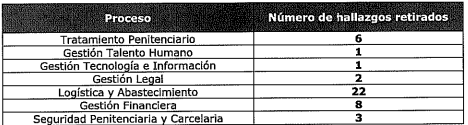 Proceso Número de hallazgos retirados
Tratamiento Penitenciario 6
Gestión Talento Humano 1
Gestión Tecnología e Información 1
Gestión Legal 2
Logística y Abastecimiento 22
Gestión Financiera 8
Seguridad Penitenciaria y Carcelaria 3